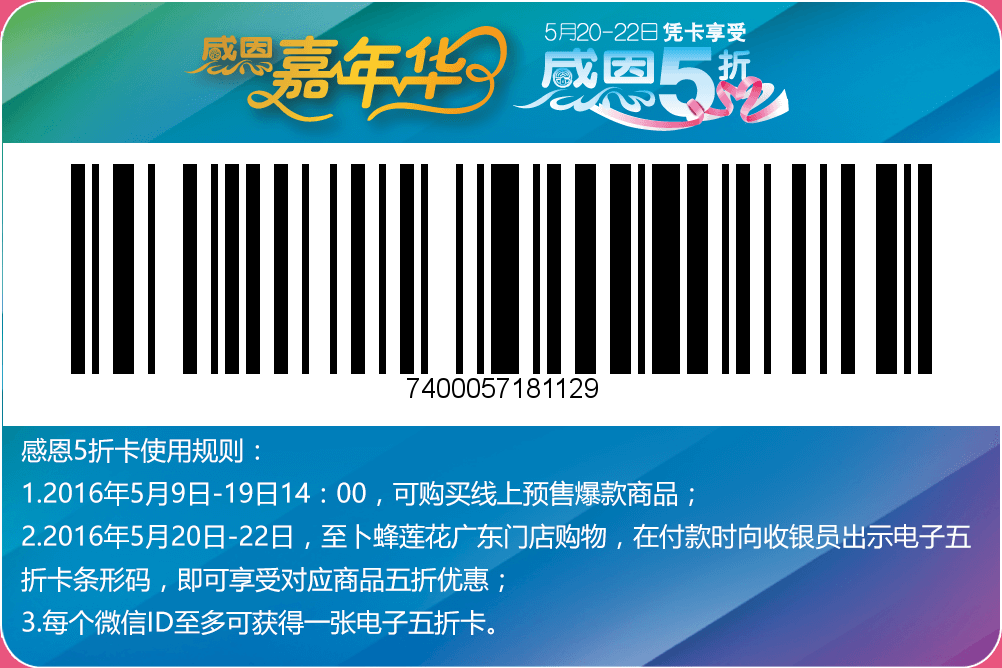 感恩嘉年华
5月20-22日 凭卡享受
感恩5折
7400057181129
感恩5折卡使用规则：
1.2016年5月9日-19日14：00，可购买线上预售爆款商品；
2.2016年5月20日-22日，至卜蜂莲花广东门店购物，在付款时向收银员出示电子五
折卡条形码，即可享受对应商品五折优惠；
3.每个微信ID至多可获得一张电子五折卡。